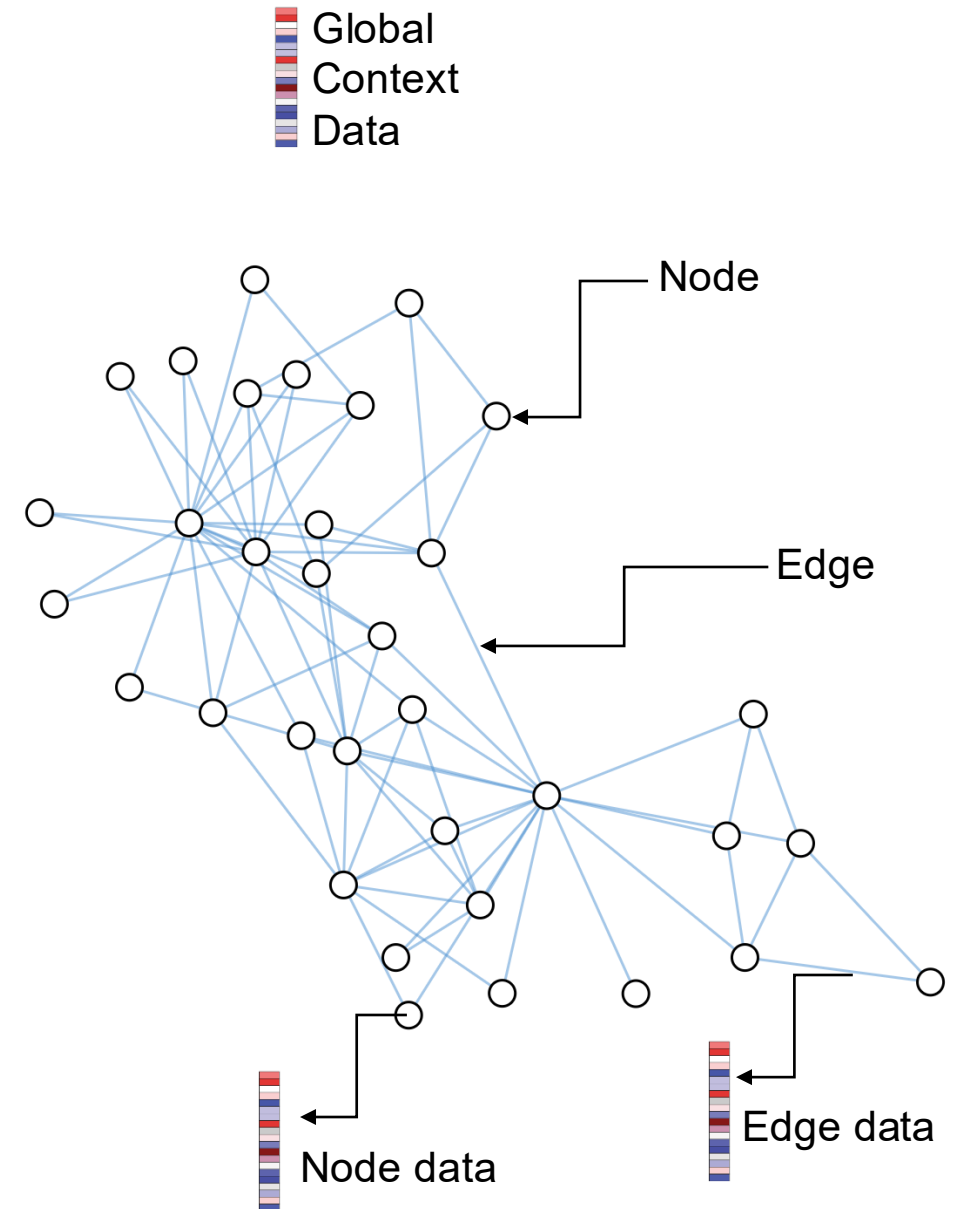 Global
Context
Data
Node
Edge
Edge data
Node data